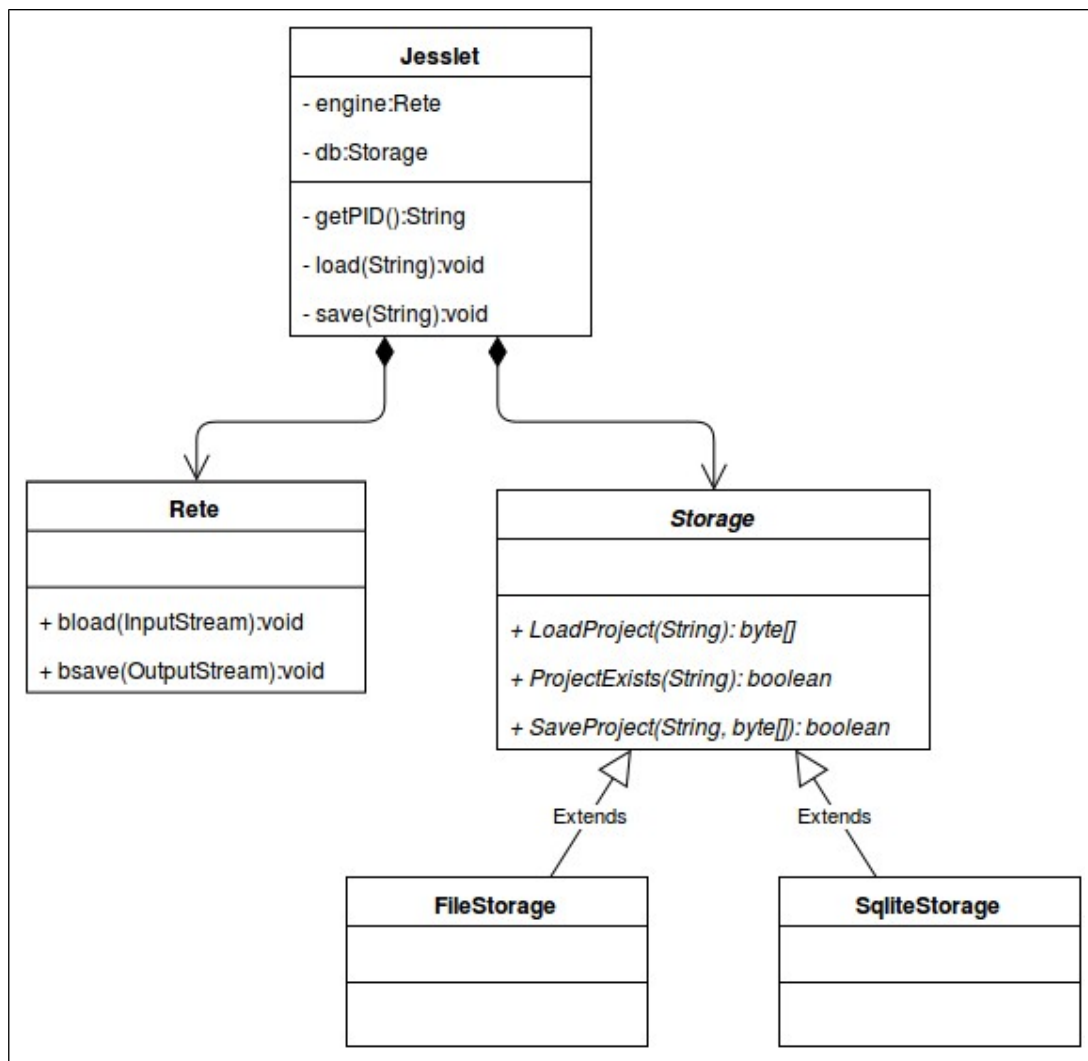 Jesslet
- engine:Rete
- db:Storage
- getPID():String
- load(String):void
- save(String):void
Rete
+ bload(InputStream):void
+ bsave(OutputStream):void
Storage
+ LoadProject(String): byte[]
+ ProjectExists(String): boolean
+ SaveProject(String, byte[]): boolean
Extends
Extends
FileStorage
SqliteStorage